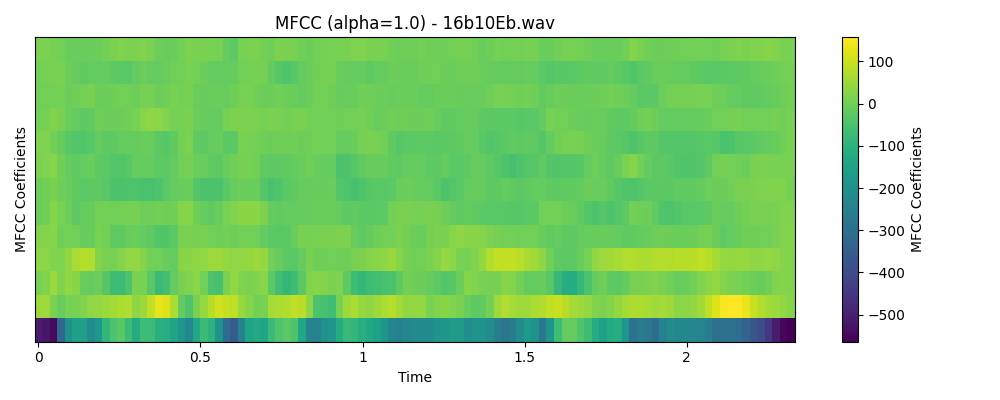 MFCC (alpha=1.0) - 16b10Eb.wav
MFCC Coefficients
0 0.5 1 1.5 2
Time
100
0
−100
−200
−300
−400
−500
MFCC Coefficients